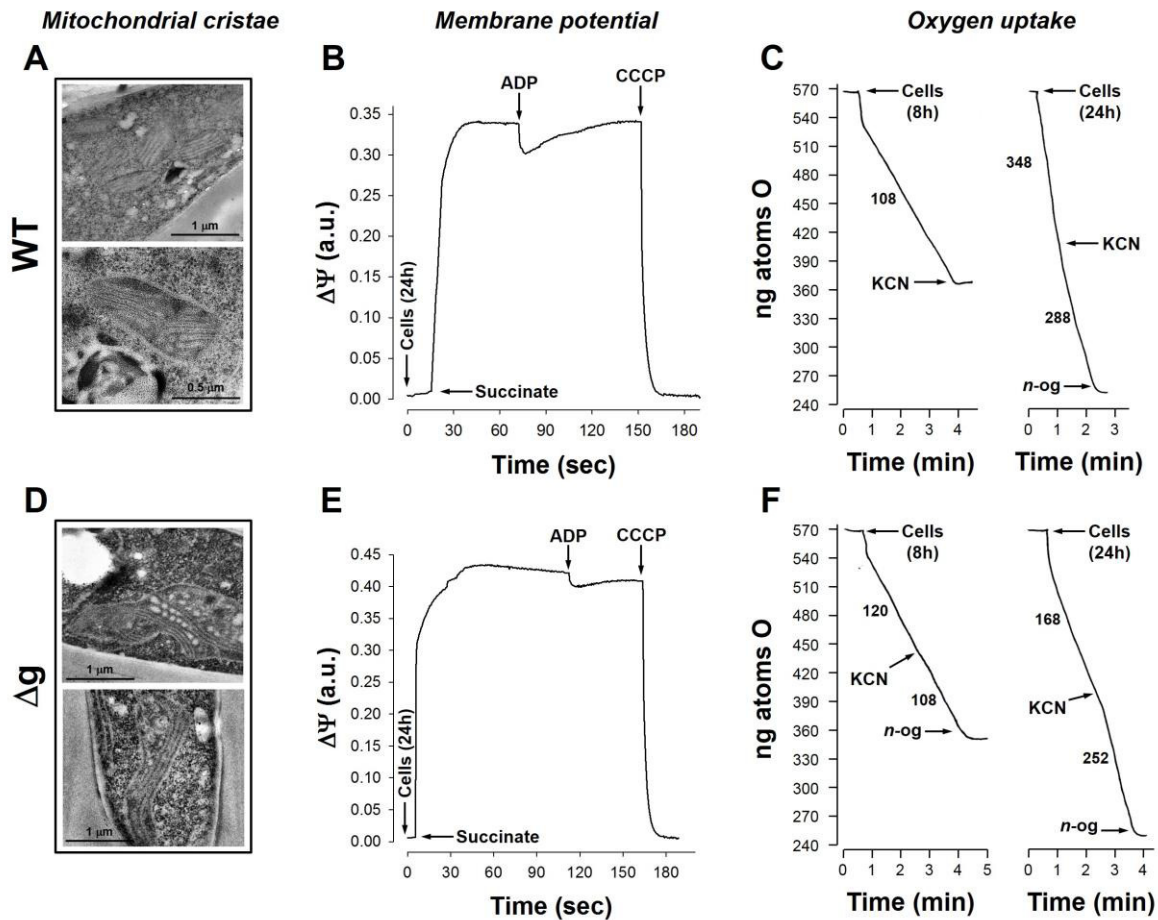 Mitochondrial cristae
Membrane potential
Oxygen uptake
A
WT
1 μm
0.5 μm
B
ADP
CCCP
0.35
0.30
0.25
0.20
0.15
0.10
0.05
0.00
ΔΨ (a.u.)
Cells (24h)
Succinate
0 30 60 90 120 150 180
Time (sec)
C
570
540
510
480
450
420
390
360
330
300
270
240
ng atoms O
Cells
(8h)
108
KCN
0 1 2 3 4
Time (min)
Cells
(24h)
348
KCN
288
n-og
0 1 2 3
Time (min)
D
Δg
1 μm
1 μm
E
ADP
CCCP
0.45
0.40
0.35
0.30
0.25
0.20
0.15
0.10
0.05
0.00
ΔΨ (a.u.)
Cells (24h)
Succinate
0 30 60 90 120 150 180
Time (sec)
F
570
540
510
480
450
420
390
360
330
300
270
240
ng atoms O
Cells
(8h)
120
KCN
108
n-og
0 1 2 3 4 5
Time (min)
Cells
(24h)
168
KCN
252
n-og
0 1 2 3 4
Time (min)